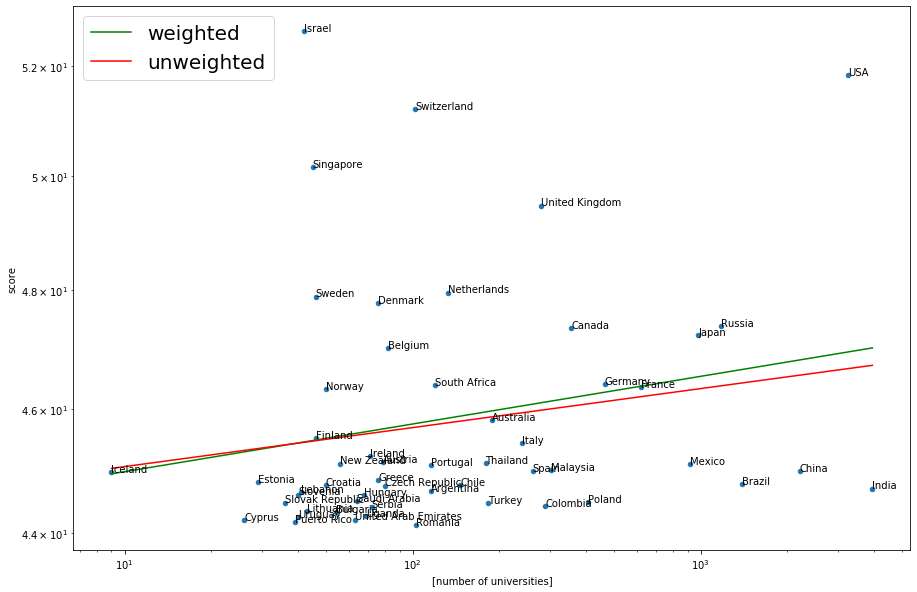 weighted
unweighted
Israel
USA
Switzerland
Singapore
United Kingdom
Sweden
Netherlands
Denmark
Canada
Russia
Japan
Belgium
Norway
South Africa
Germany
France
Australia
Finland
Italy
Ireland
Austria
New Zealand
Portugal
Thailand
Iceland
Spain
Malaysia
Mexico
China
Estonia
Greece
Croatia
Czech Republic
Chile
Brazil
India
Lebanon
Slovenia
Hungary
Argentina
Slovak Republic
Saudi Arabia
Turkey
Colombia
Poland
Serbia
Lithuania
Bulgaria
Uruguay
Uganda
Cyprus
Puerto Rico
United Arab Emirates
Romania
5.2 × 10¹
5 × 10¹
4.8 × 10¹
4.6 × 10¹
4.4 × 10¹
score
10¹
10²
10³
[number of universities]